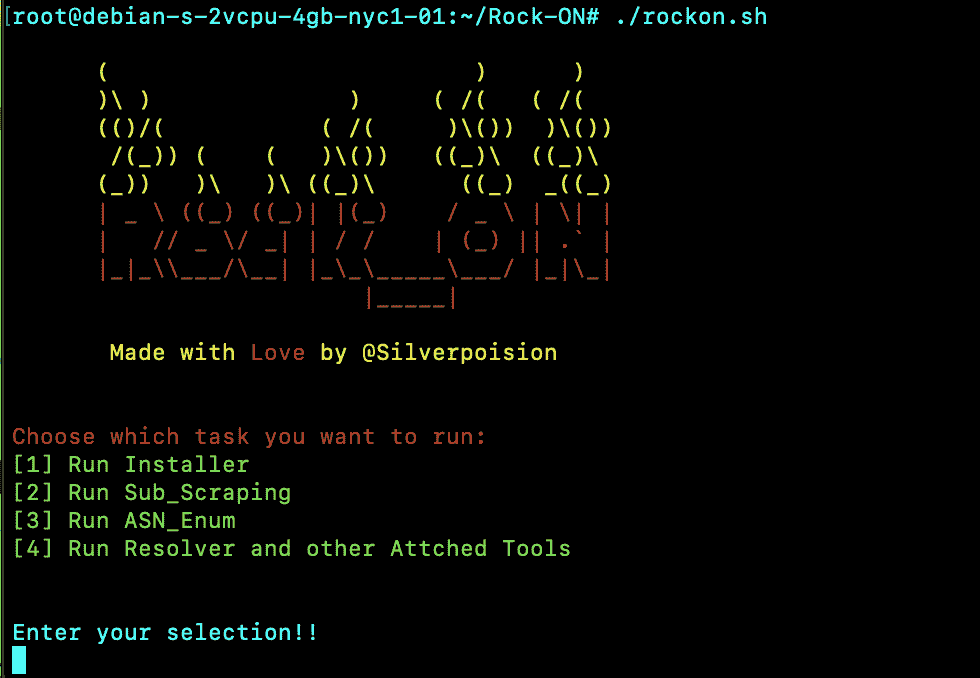 [root@debian-s-2vcpu-4gb-nyc1-01:~/Rock-ON# ./rockon.sh
      (                               )         )
      )\ )                     )       ( /(     ( /(
      (()/(                 ( /(       )\())   )\())
       /(_)) (      (     )\())    ((_)\   ((_)\
      (_))    )\     )\ ((_)\       ((_)   _((_)
      | _ \ ((_) ((_)| |(_)      / _ \ | \| |
      |   // _ \/ _| | / /      | (_) || .` |
      |_|_\\___/\__| |_\_\_____\___/ |_|\_|
                         |_____|
Made with Love by @Silverpoision
Choose which task you want to run:
[1] Run Installer
[2] Run Sub_Scraping
[3] Run ASN_Enum
[4] Run Resolver and other Attched Tools
Enter your selection!!